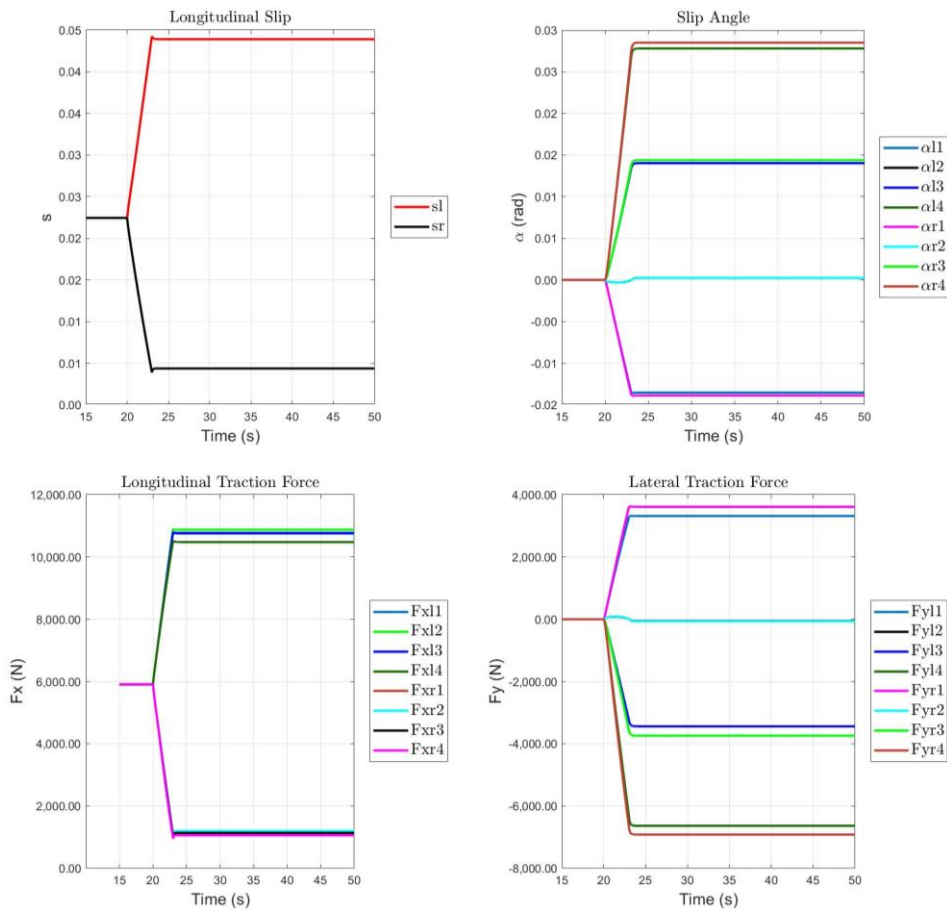 Longitudinal Slip
0.05
0.04
0.04
0.03
0.03
0.02
0.02
0.01
0.01
0.00
s
15 20 25 30 35 40 45 50
Time (s)
sl
sr
Slip Angle
0.03
0.03
0.02
0.02
0.01
0.01
0.00
-0.00
-0.01
-0.02
α (rad)
15 20 25 30 35 40 45 50
Time (s)
αl1
αl2
αl3
αl4
αr1
αr2
αr3
αr4
Longitudinal Traction Force
12,000.00
10,000.00
8,000.00
6,000.00
4,000.00
2,000.00
0.00
Fx (N)
15 20 25 30 35 40 45 50
Time (s)
Fxl1
Fxl2
Fxl3
Fxl4
Fxr1
Fxr2
Fxr3
Fxr4
Lateral Traction Force
4,000.00
2,000.00
0.00
-2,000.00
-4,000.00
-6,000.00
-8,000.00
Fy (N)
15 20 25 30 35 40 45 50
Time (s)
Fyl1
Fyl2
Fyl3
Fyl4
Fyr1
Fyr2
Fyr3
Fyr4